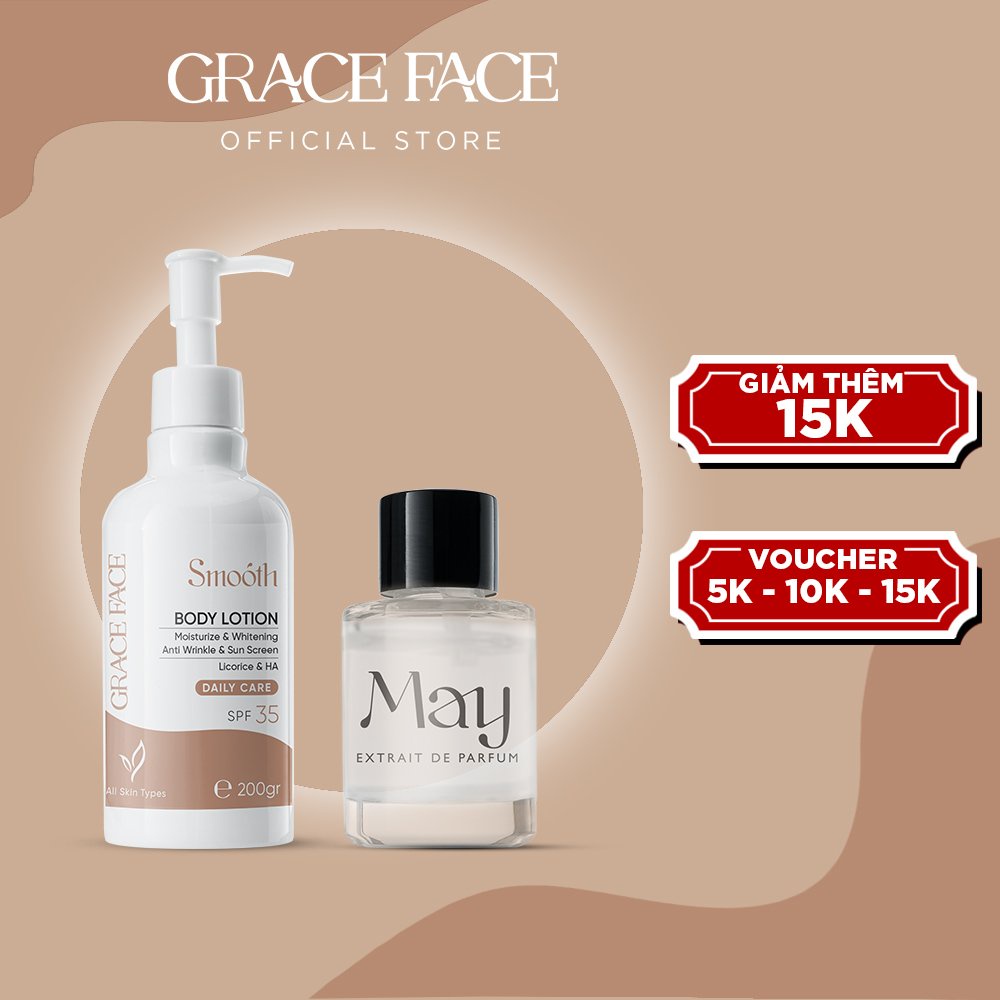 GRACE FACE
OFFICIAL STORE
GRACE FACE
Smooth
BODY LOTION
Moisturize & Whitening
Anti Wrinkle & Sun Screen
Licorice & HA
DAILY CARE
SPF 35
All Skin Types
℮ 200gr
May
EXTRAIT DE PARFUM
GIẢM THÊM
15K
VOUCHER
5K - 10K - 15K